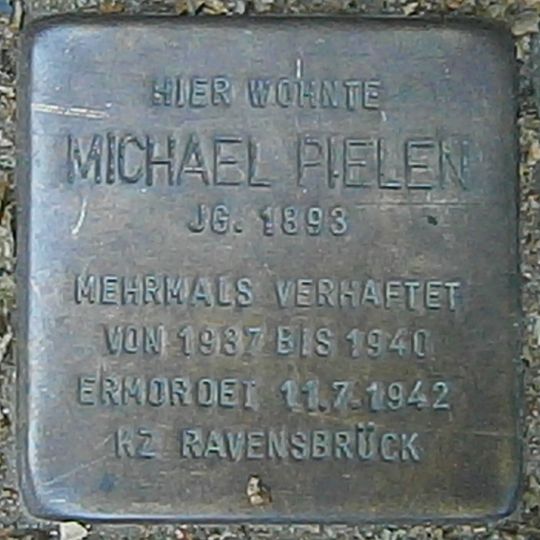 HIER WOHNTE
MICHAEL PIELEN
JG. 1893
MEHRMALS VERHAFTET
VON 1937 BIS 1940
ERMORDET 11.7.1942
KZ RAVENSBRÜCK